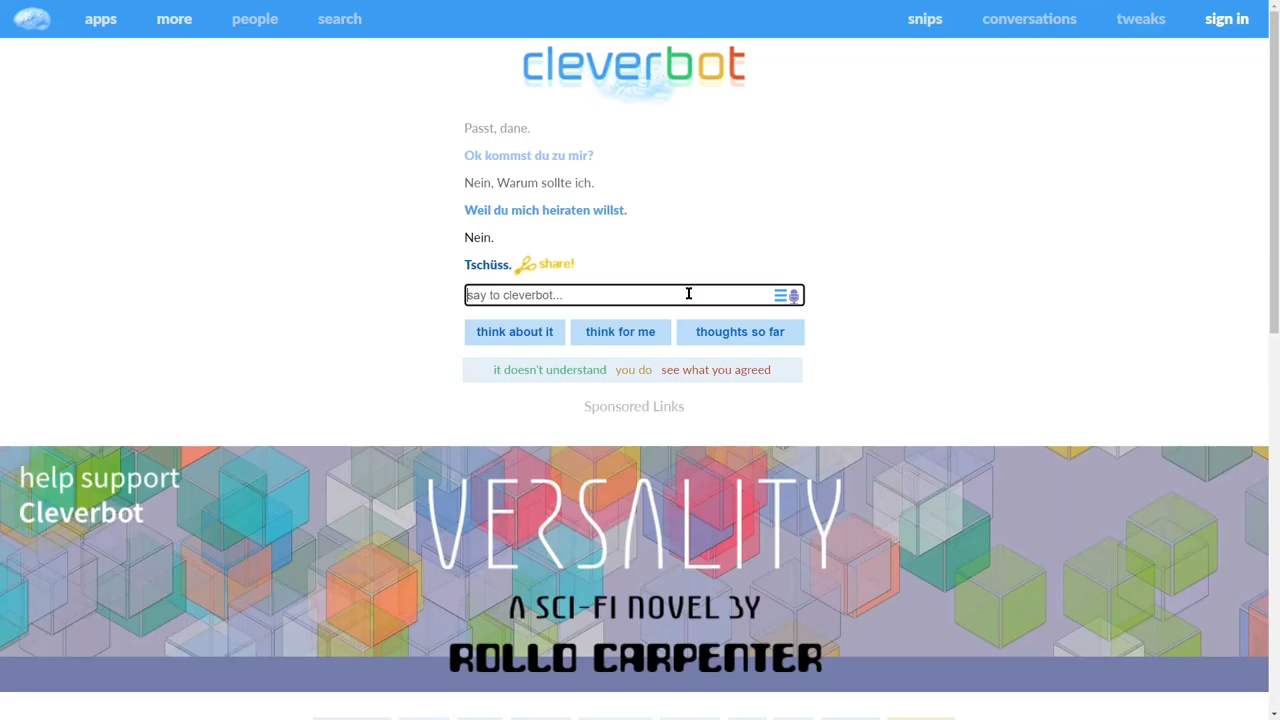 apps more people search snips conversations tweaks sign in
cleverbot
Passt, dane.
Ok kommst du zu mir?
Nein, Warum sollte ich.
Weil du mich heiraten willst.
Nein.
Tschüss. share!
say to cleverbot...
think about it think for me thoughts so far
it doesn't understand you do see what you agreed
Sponsored Links
help support
Cleverbot
VERSALITY
A SCI-FI NOVEL BY
ROLLO CARPENTER